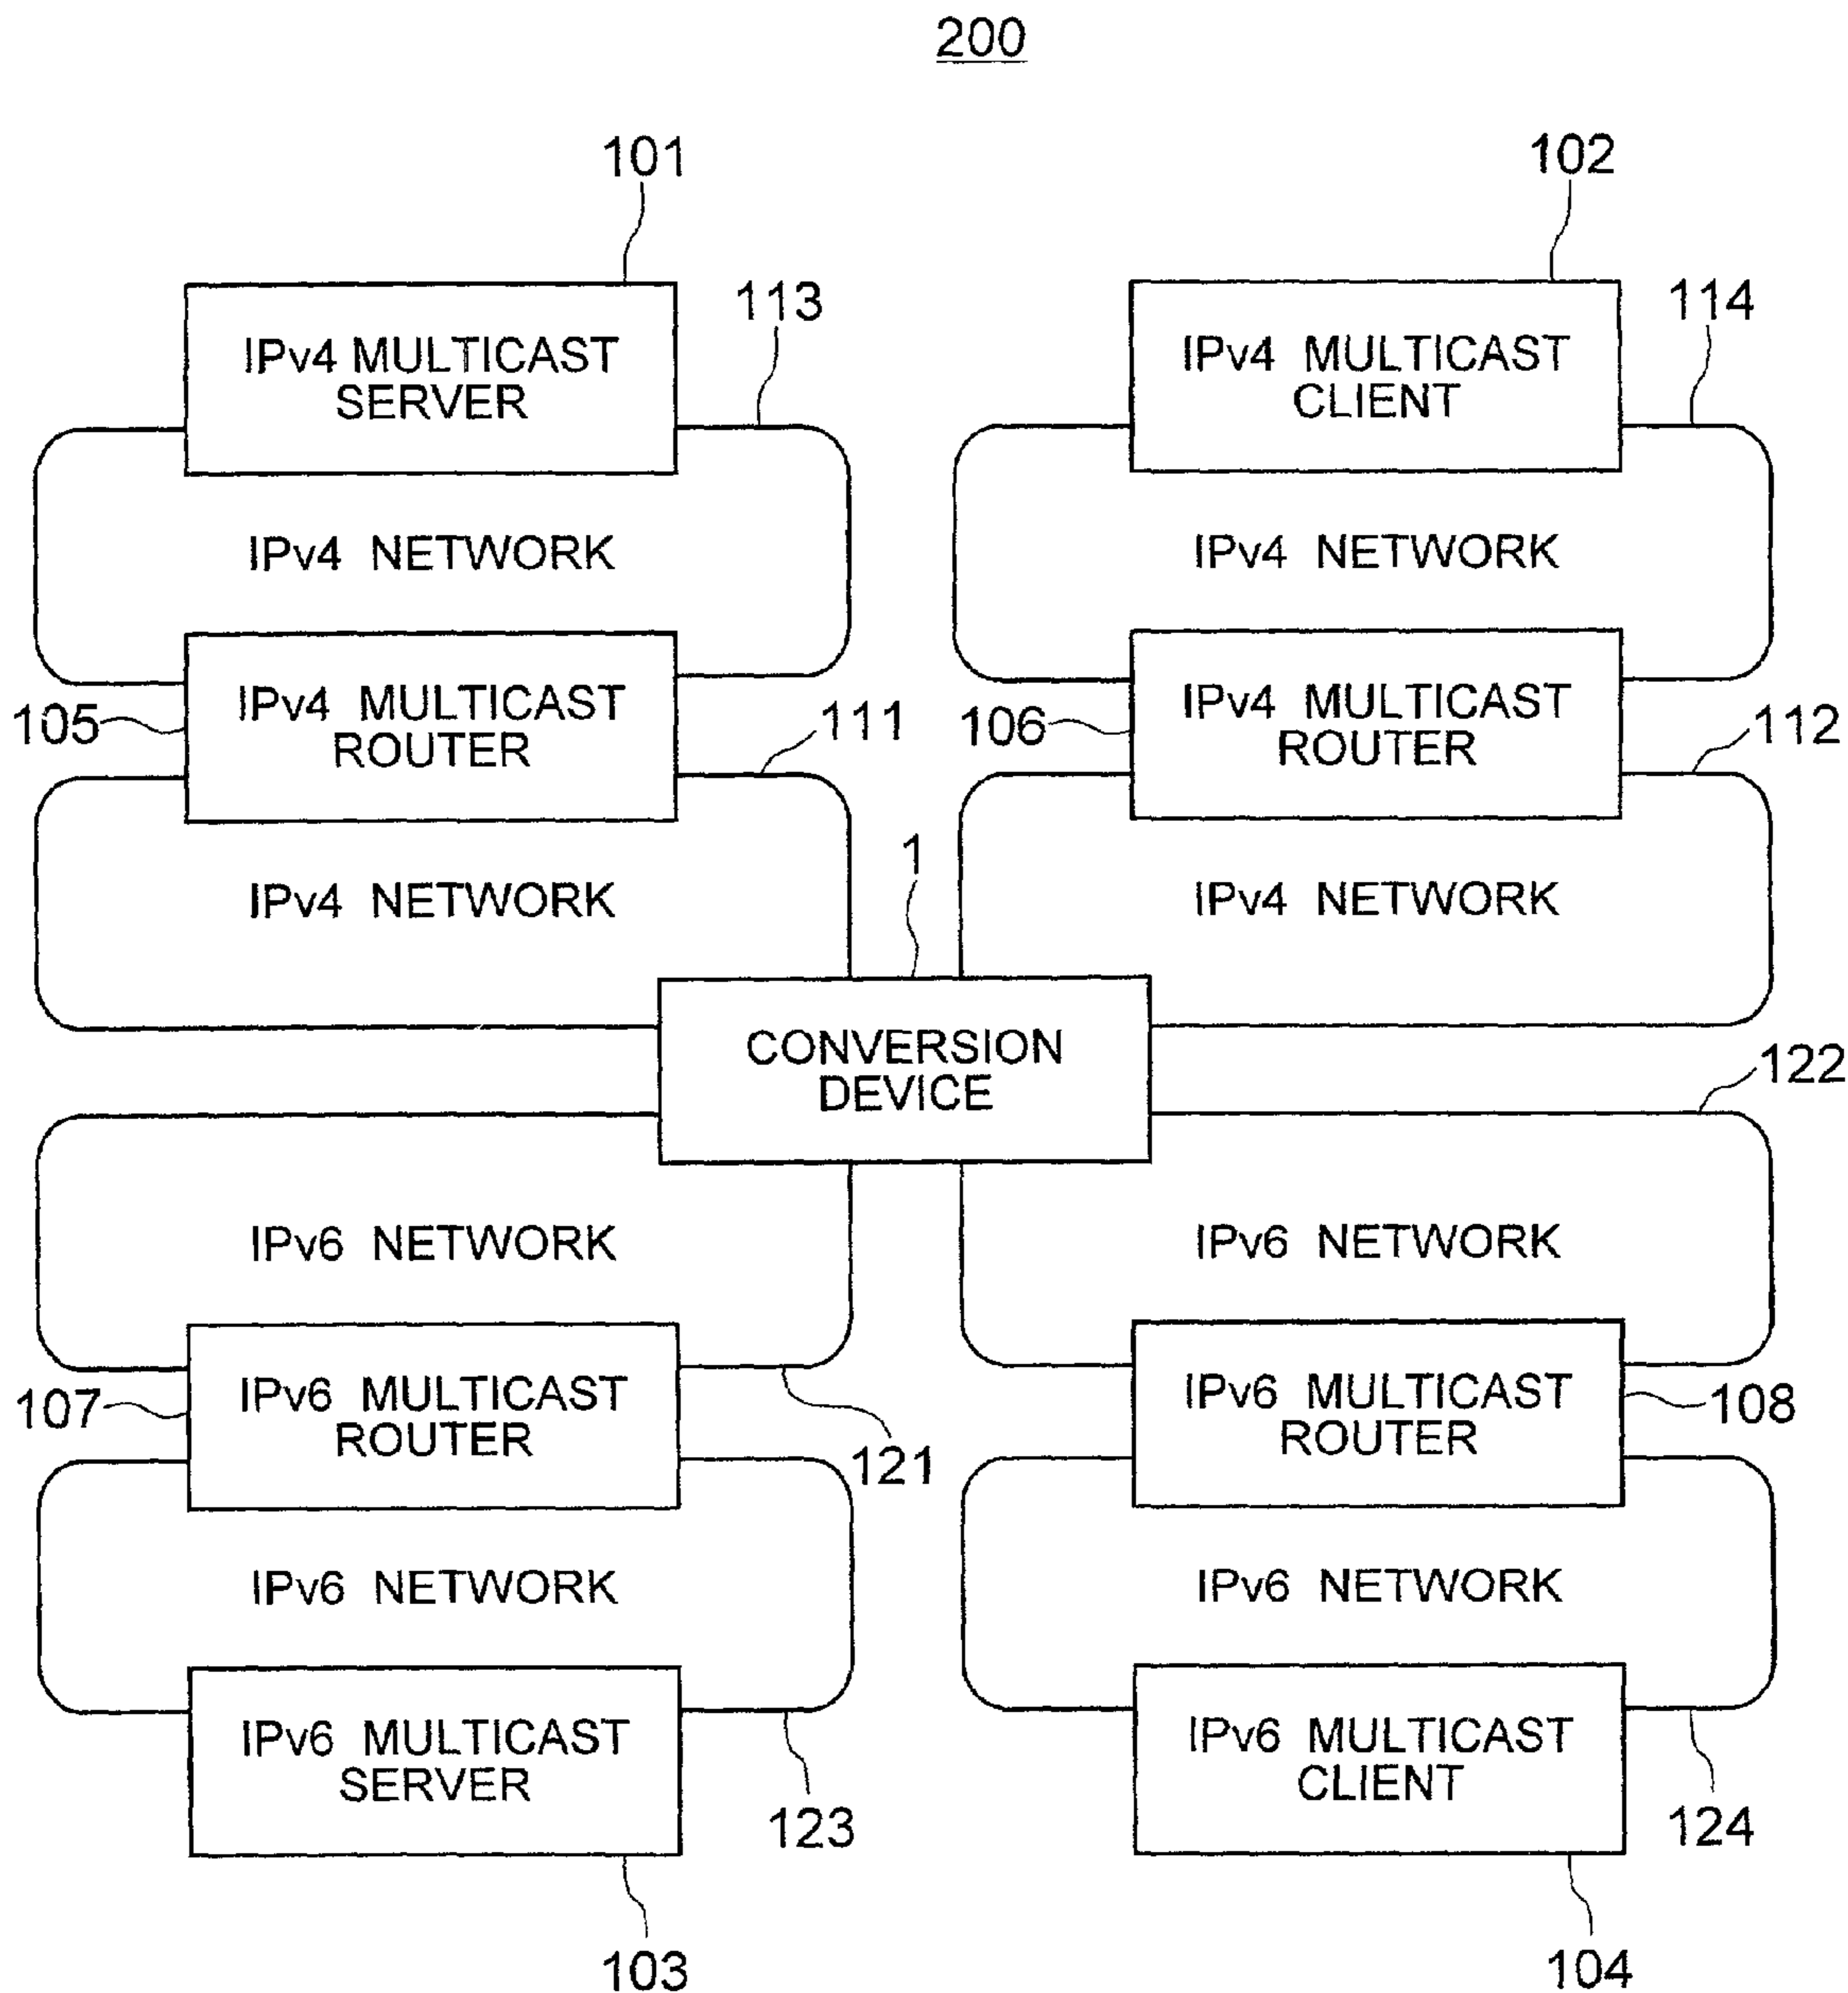 200
101
102
113
114
IPv4 MULTICAST
SERVER
IPv4 MULTICAST
CLIENT
IPv4 NETWORK
IPv4 NETWORK
105
IPv4 MULTICAST
ROUTER
111
106
IPv4 MULTICAST
ROUTER
112
IPv4 NETWORK
1
IPv4 NETWORK
CONVERSION
DEVICE
122
IPv6 NETWORK
IPv6 NETWORK
107
IPv6 MULTICAST
ROUTER
121
IPv6 MULTICAST
ROUTER
108
IPv6 NETWORK
IPv6 NETWORK
IPv6 MULTICAST
SERVER
123
IPv6 MULTICAST
CLIENT
124
103
104